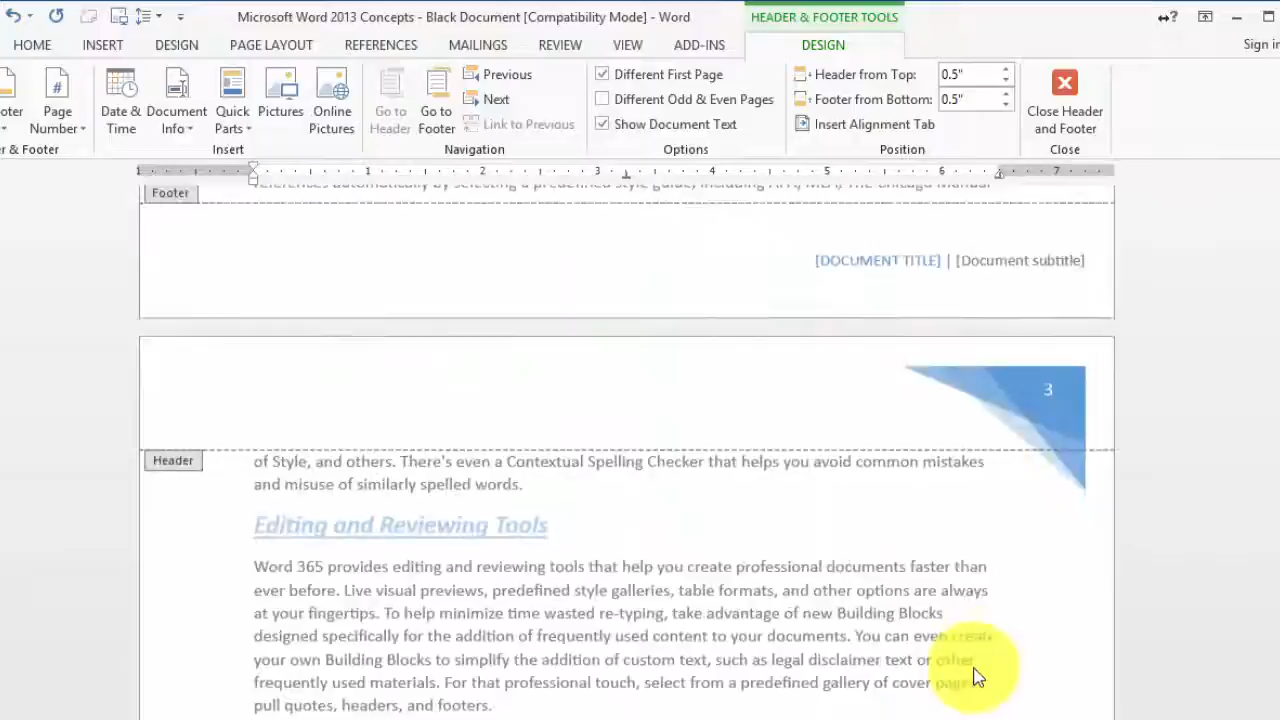 Microsoft Word 2013 Concepts - Black Document [Compatibility Mode] - Word
HEADER & FOOTER TOOLS
?
HOME INSERT DESIGN PAGE LAYOUT REFERENCES MAILINGS REVIEW VIEW ADD-INS DESIGN Sign in
Page Number
Date & Time
Document Info
Quick Parts
Pictures
Online Pictures
Insert
Go to Header
Go to Footer
Previous
Next
Link to Previous
Navigation
Different First Page
Different Odd & Even Pages
Show Document Text
Options
Header from Top: 0.5"
Footer from Bottom: 0.5"
Insert Alignment Tab
Position
Close Header and Footer
Close
1 1 2 3 4 5 6 7
Footer
[DOCUMENT TITLE] | [Document subtitle]
3
Header
of Style, and others. There's even a Contextual Spelling Checker that helps you avoid common mistakes
and misuse of similarly spelled words.
Editing and Reviewing Tools
Word 365 provides editing and reviewing tools that help you create professional documents faster than
ever before. Live visual previews, predefined style galleries, table formats, and other options are always
at your fingertips. To help minimize time wasted re-typing, take advantage of new Building Blocks
designed specifically for the addition of frequently used content to your documents. You can even create
your own Building Blocks to simplify the addition of custom text, such as legal disclaimer text or other
frequently used materials. For that professional touch, select from a predefined gallery of cover pages,
pull quotes, headers, and footers.